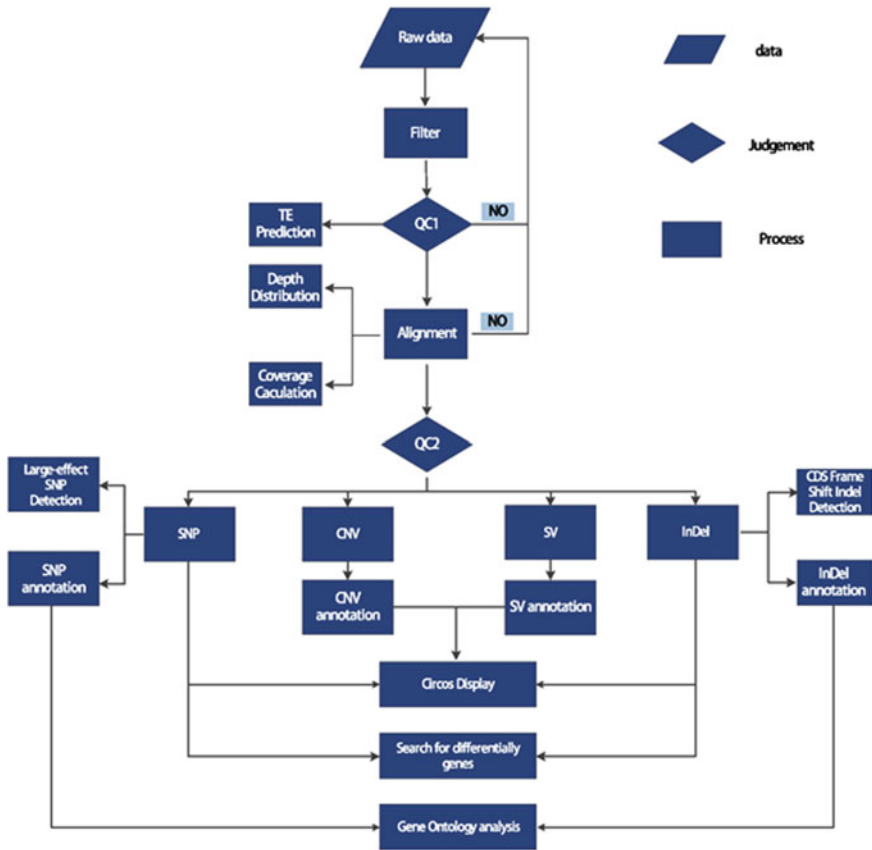 Raw data
data
Filter
Judgement
QC1
NO
TE
Prediction
Process
Depth
Distribution
Alignment
NO
Coverage
Caculation
QC2
Large-effect
SNP
Detection
CDS Frame
Shift Indel
Detection
SNP
CNV
SV
InDel
SNP
annotation
CNV
annotation
SV annotation
InDel
annotation
Circos Display
Search for differentially
genes
Gene Ontology analysis